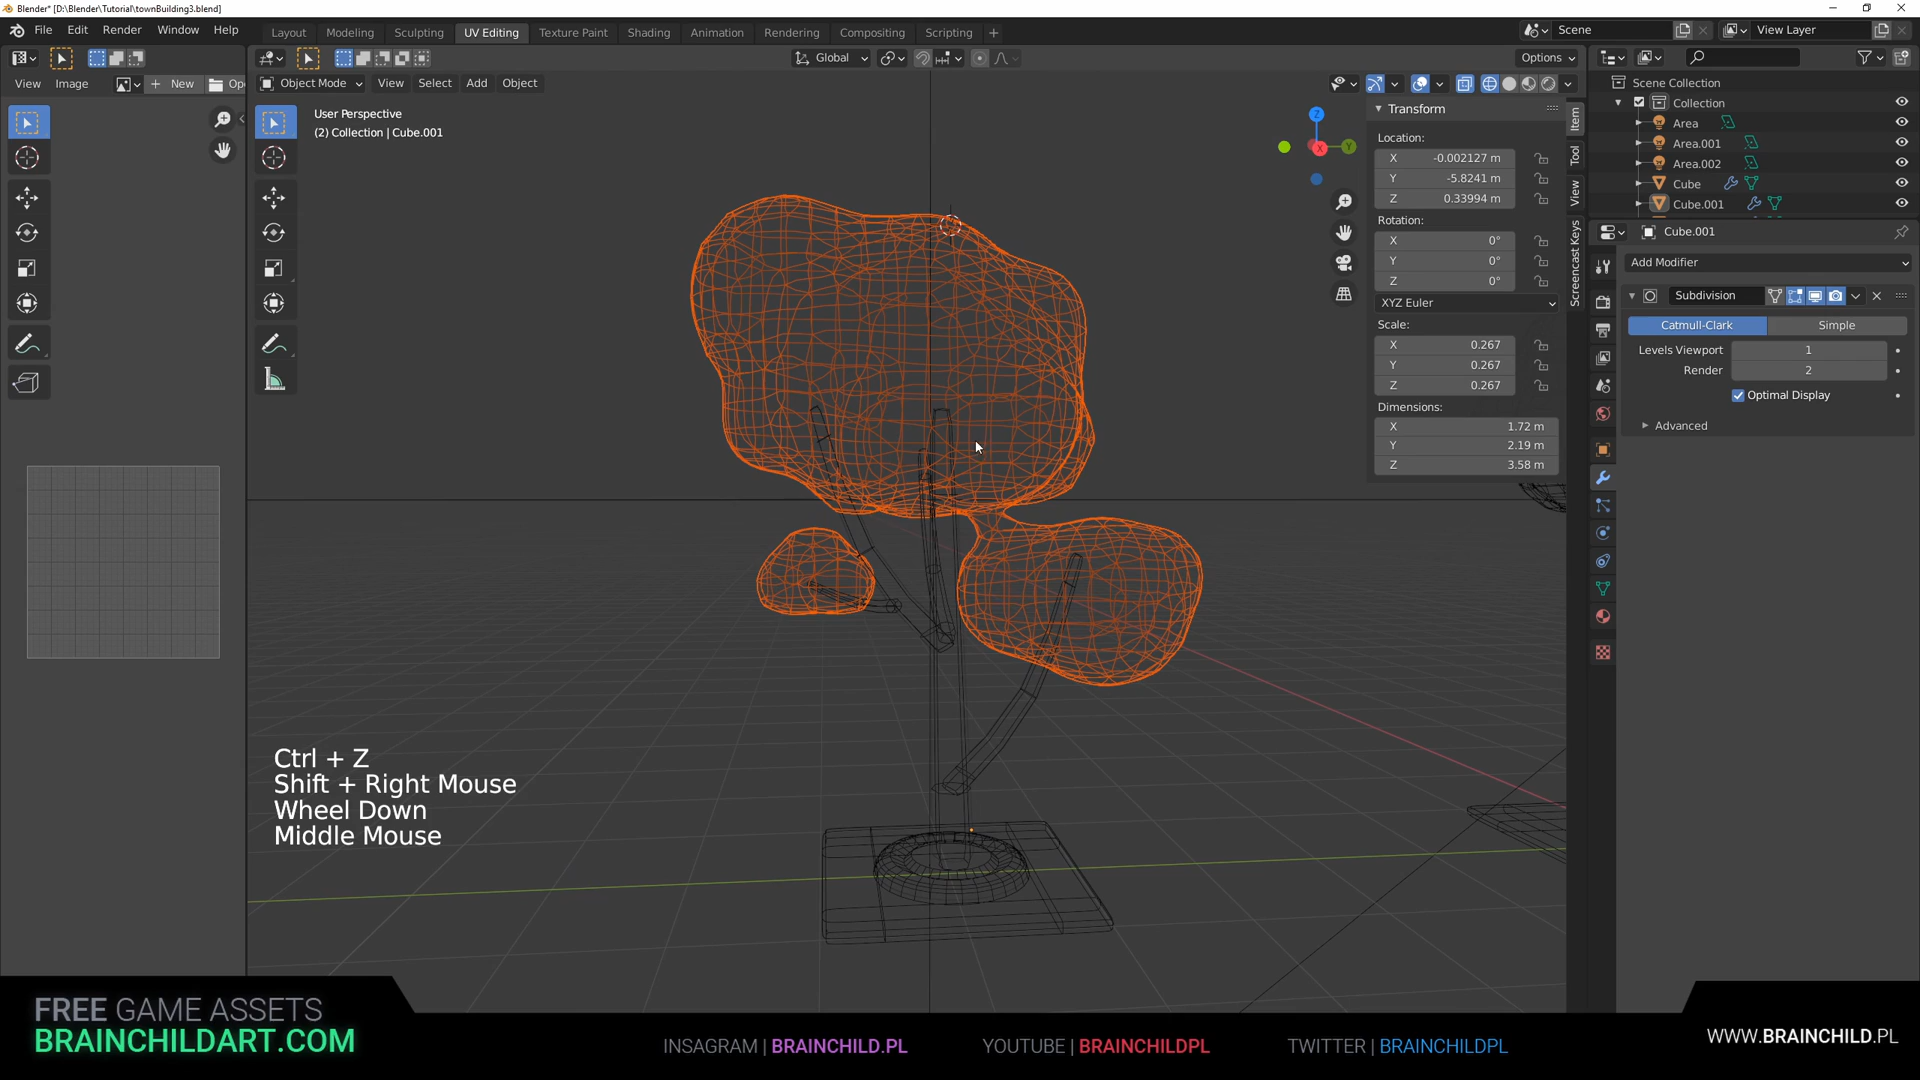 Blender* [D:\Blender\Tutorial\townBuilding3.blend]
File Edit Render Window Help
Layout Modeling Sculpting UV Editing Texture Paint Shading Animation Rendering Compositing Scripting +
Scene
View Layer
Global
Options
View Image + New Op
Object Mode View Select Add Object
User Perspective
(2) Collection | Cube.001
Transform
Location:
X -0.002127 m
Y -5.8241 m
Z 0.33994 m
Rotation:
X 0°
Y 0°
Z 0°
XYZ Euler
Scale:
X 0.267
Y 0.267
Z 0.267
Dimensions:
X 1.72 m
Y 2.19 m
Z 3.58 m
Item
Tool
View
Screencast Keys
Z
Y
X
Scene Collection
Collection
Area
Area.001
Area.002
Cube
Cube.001
Cube.001
Add Modifier
Subdivision
Catmull-Clark Simple
Levels Viewport 1
Render 2
Optimal Display
Advanced
Ctrl + Z
Shift + Right Mouse
Wheel Down
Middle Mouse
FREE GAME ASSETS
BRAINCHILDART.COM
INSAGRAM | BRAINCHILD.PL
YOUTUBE | BRAINCHILDPL
TWITTER | BRAINCHILDPL
WWW.BRAINCHILD.PL